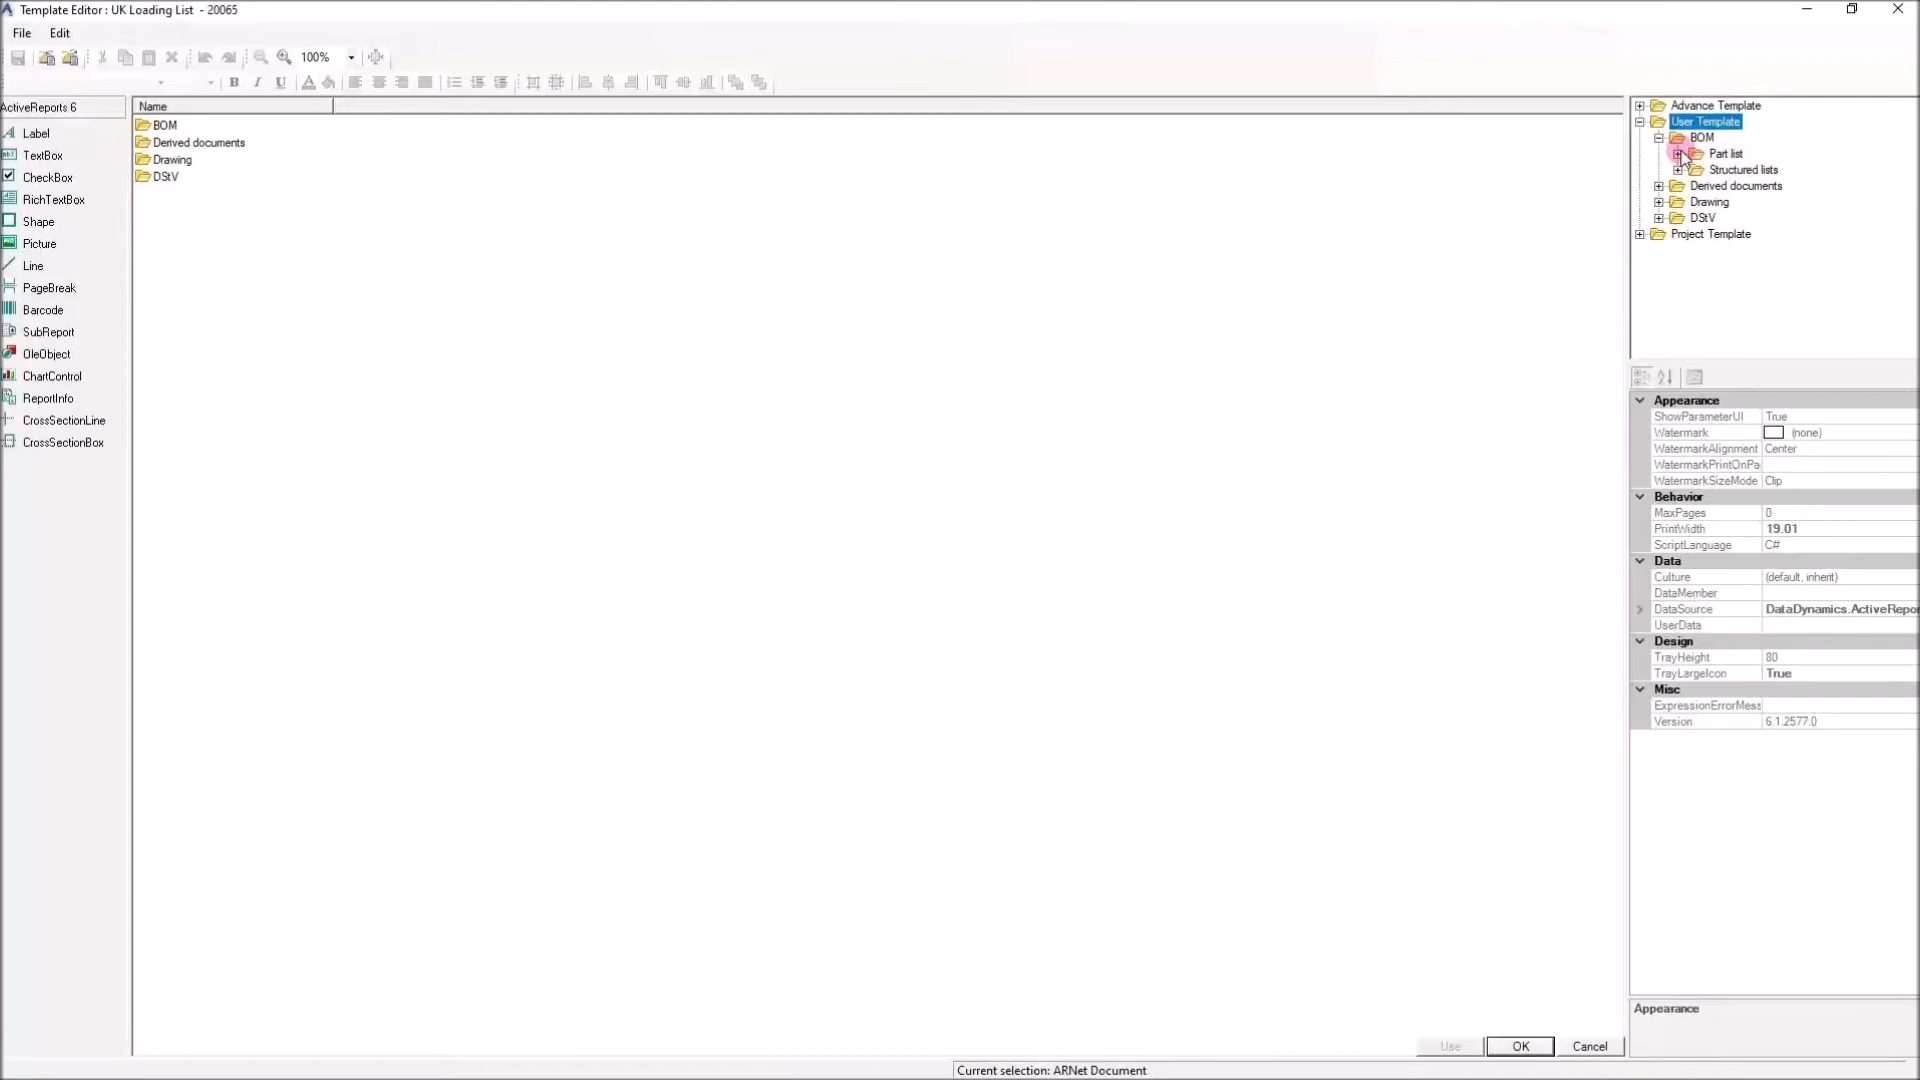 Template Editor : UK Loading List - 20065
File Edit
100%
B I U A
ActiveReports 6
Label
TextBox
CheckBox
RichTextBox
Shape
Picture
Line
PageBreak
Barcode
SubReport
OleObject
ChartControl
ReportInfo
CrossSectionLine
CrossSectionBox
Name
BOM
Derived documents
Drawing
DStV
Advance Template
User Template
BOM
Part list
Structured lists
Derived documents
Drawing
DStV
Project Template
Appearance
ShowParameterUI True
Watermark (none)
WatermarkAlignment Center
WatermarkPrintOnPa
WatermarkSizeMode Clip
Behavior
MaxPages 0
PrintWidth 19.01
ScriptLanguage C#
Data
Culture (default, inherit)
DataMember
DataSource DataDynamics.ActiveRepor
UserData
Design
TrayHeight 80
TrayLargeIcon True
Misc
ExpressionErrorMess
Version 6.1.2577.0
Appearance
Use OK Cancel
Current selection: ARNet Document